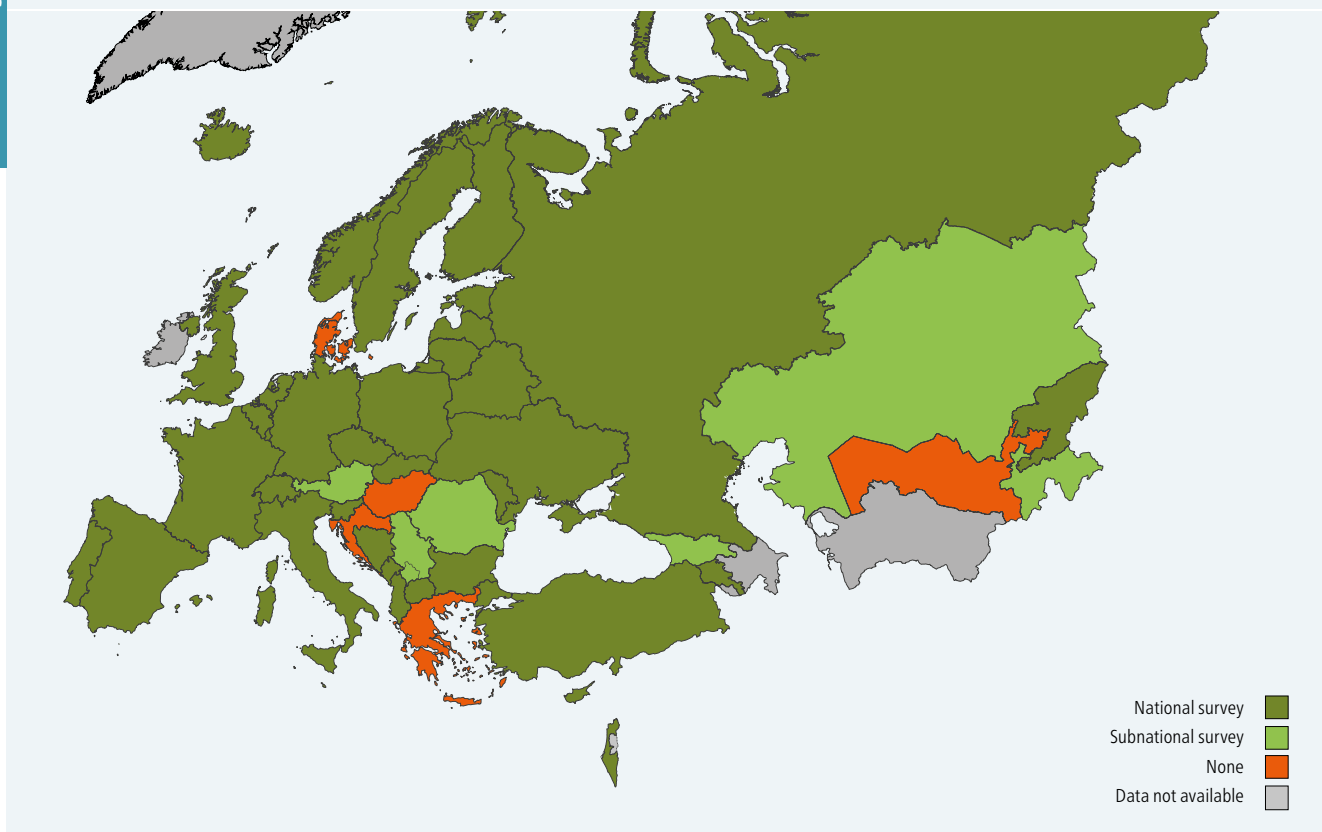 National survey
Subnational survey
None
Data not available